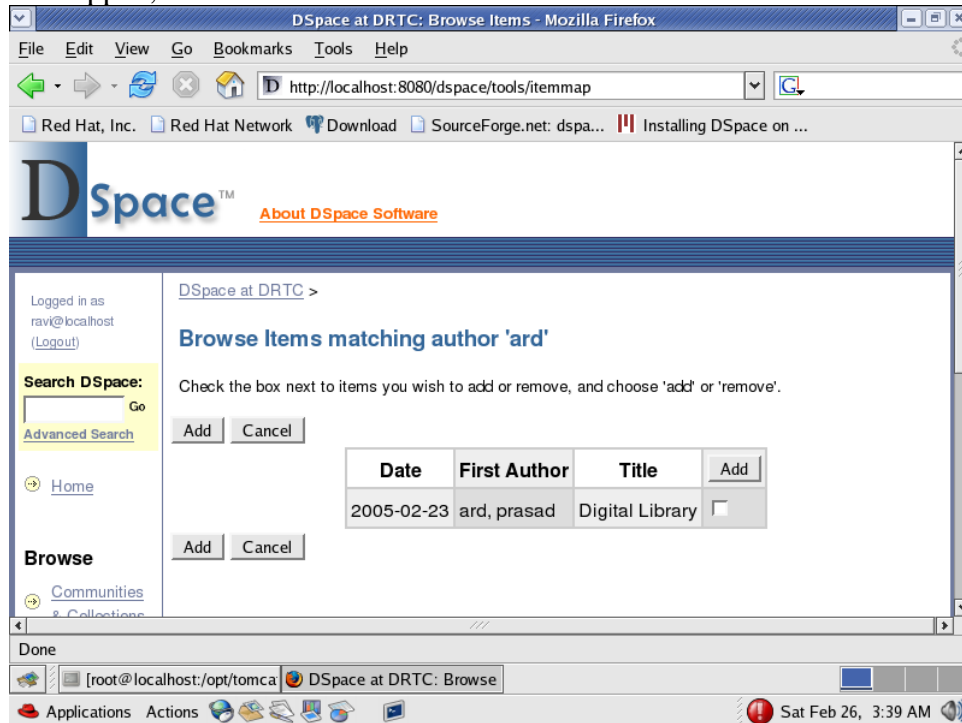 DSpace at DRTC: Browse Items - Mozilla Firefox
File Edit View Go Bookmarks Tools Help
http://localhost:8080/dspace/tools/itemmap
G
Red Hat, Inc. Red Hat Network Download SourceForge.net: dspa... Installing DSpace on ...
DSpace™ About DSpace Software
Logged in as
ravi@localhost
(Logout)
Search DSpace:
Go
Advanced Search
Home
Browse
Communities
& Collections
DSpace at DRTC >
Browse Items matching author 'ard'
Check the box next to items you wish to add or remove, and choose 'add' or 'remove'.
Add Cancel
Date First Author Title Add
2005-02-23 ard, prasad Digital Library
Add Cancel
Done
[root@localhost:/opt/tomca DSpace at DRTC: Browse
Applications Actions Sat Feb 26, 3:39 AM